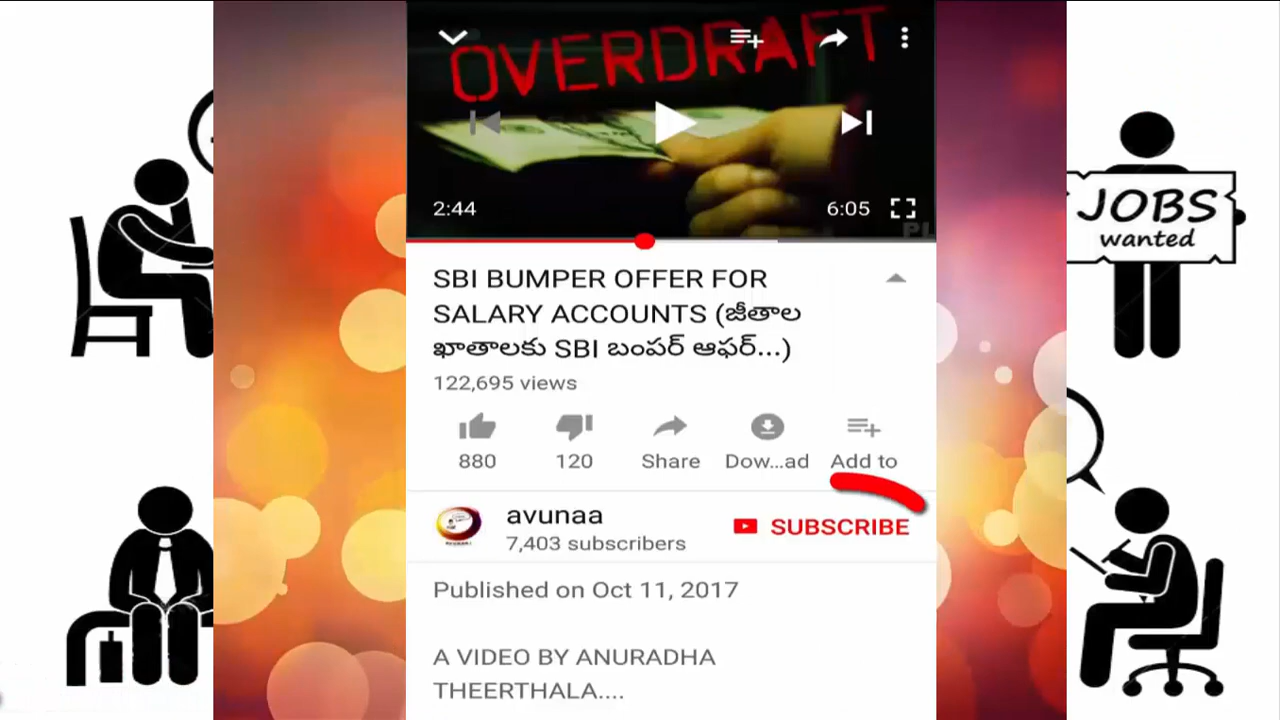 OVERDRAFT
2:44
6:05
SBI BUMPER OFFER FOR
SALARY ACCOUNTS (జీతాల
ఖాతాలకు SBI బంపర్ ఆఫర్...)
122,695 views
880
120
Share
Dow...ad
Add to
avunaa
7,403 subscribers
SUBSCRIBE
Published on Oct 11, 2017
A VIDEO BY ANURADHA
THEERTHALA....
JOBS
wanted